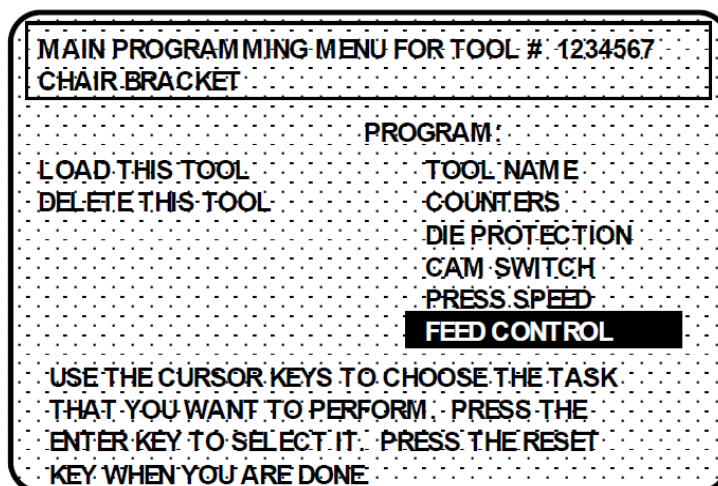 MAIN PROGRAMMING MENU FOR TOOL # 1234567
CHAIR BRACKET
PROGRAM:
LOAD THIS TOOL TOOL NAME
DELETE THIS TOOL COUNTERS
DIE PROTECTION
CAM SWITCH
PRESS SPEED
FEED CONTROL
USE THE CURSOR KEYS TO CHOOSE THE TASK
THAT YOU WANT TO PERFORM. PRESS THE
ENTER KEY TO SELECT IT. PRESS THE RESET
KEY WHEN YOU ARE DONE